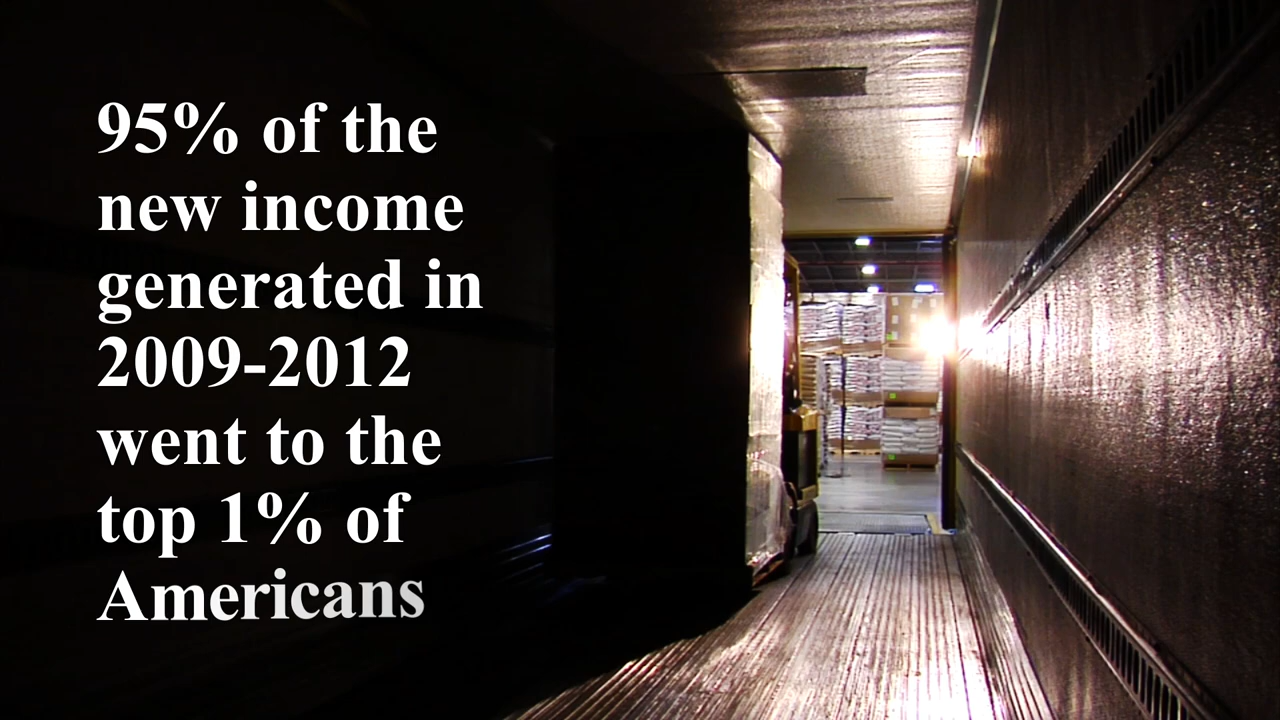 95% of the
new income
generated in
2009-2012
went to the
top 1% of
Americans